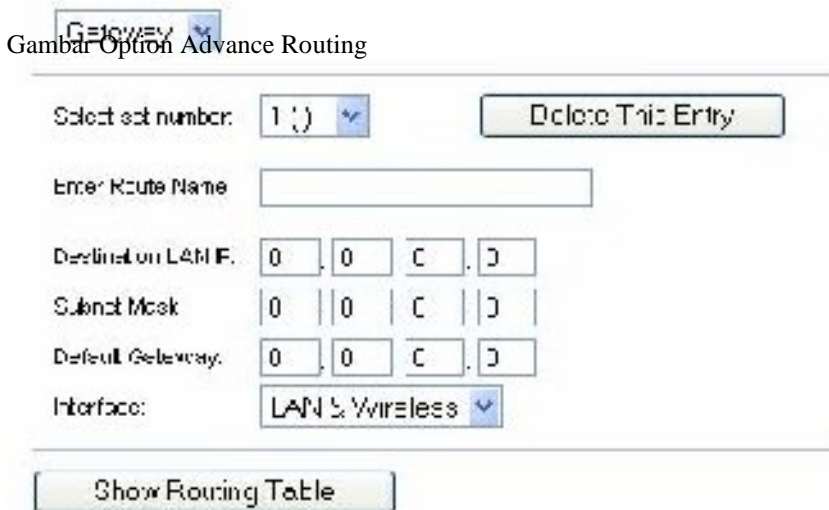 Gateway
Gambar Option Advance Routing
Select set number: 1 () Delete This Entry
Enter Route Name
Destination LAN IP: 0 . 0 . 0 . 0
Subnet Mask 0 0 0 0
Default Gateway: 0 . 0 . 0 . 0
Interface: LAN & Wireless
Show Routing Table